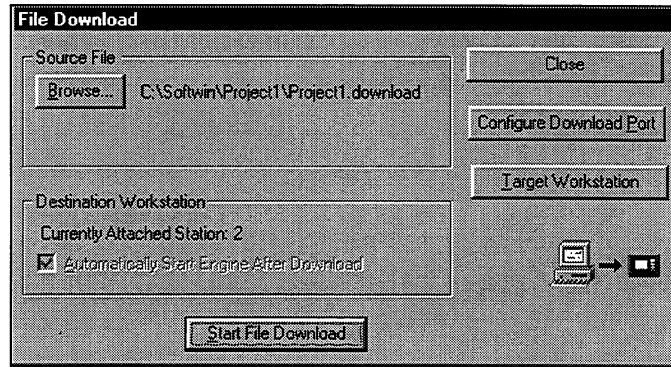 File Download
Source File
Browse...
C:\Softwin\Project1\Project1.download
Close
Configure Download Port
Target Workstation
Destination Workstation
Currently Attached Station: 2
Automatically Start Engine After Download
Start File Download